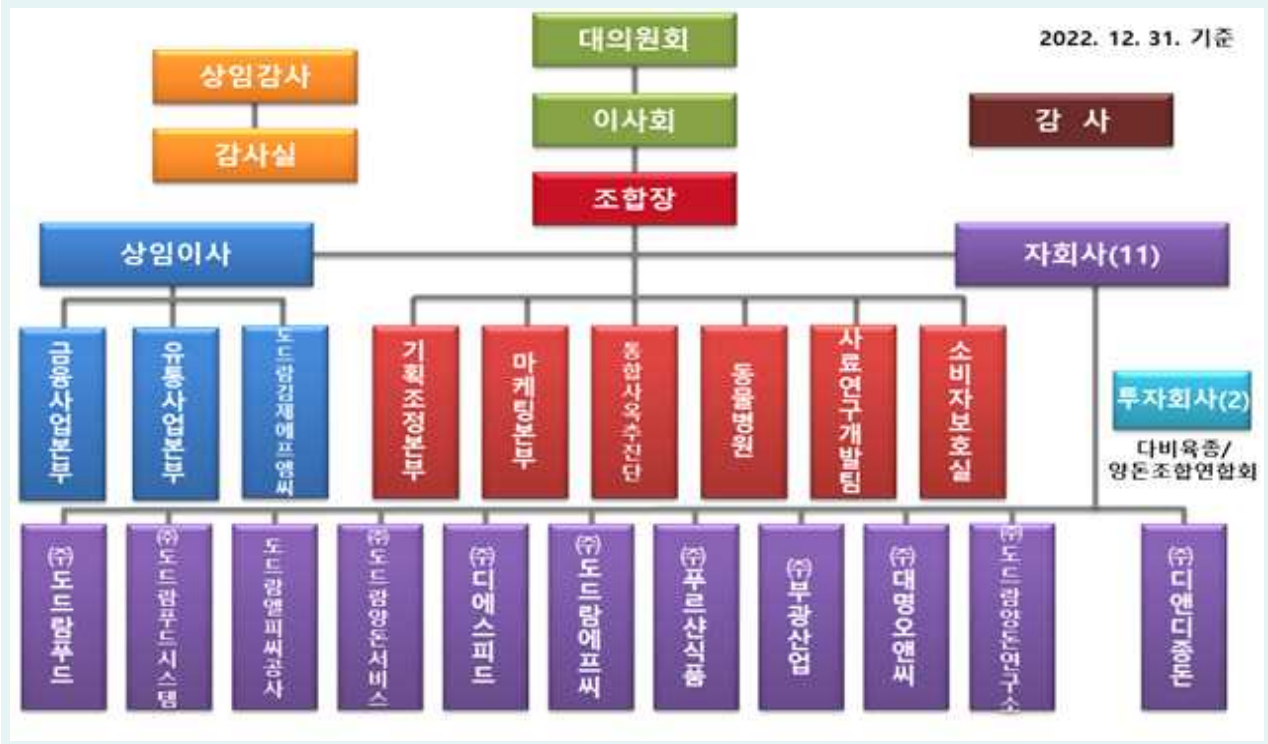 대의원회
2022. 12. 31. 기준
상임감사
이사회
감 사
감사실
조합장
상임이사
자회사(11)
금융사업본부
유통사업본부
도드람김제에프엠씨
기획조정본부
마케팅본부
통합사옥추진단
동물병원
사료연구개발팀
소비자보호실
투자회사(2)
다비육종/
양돈조합연합회
㈜도드람푸드
㈜도드람푸드시스템
도드람엘피씨공사
㈜도드람양돈서비스
㈜디에스피드
㈜도드람에프씨
㈜푸르샨식품
㈜부광산업
㈜대명오앤씨
㈜도드람양돈연구소
㈜디앤디종돈